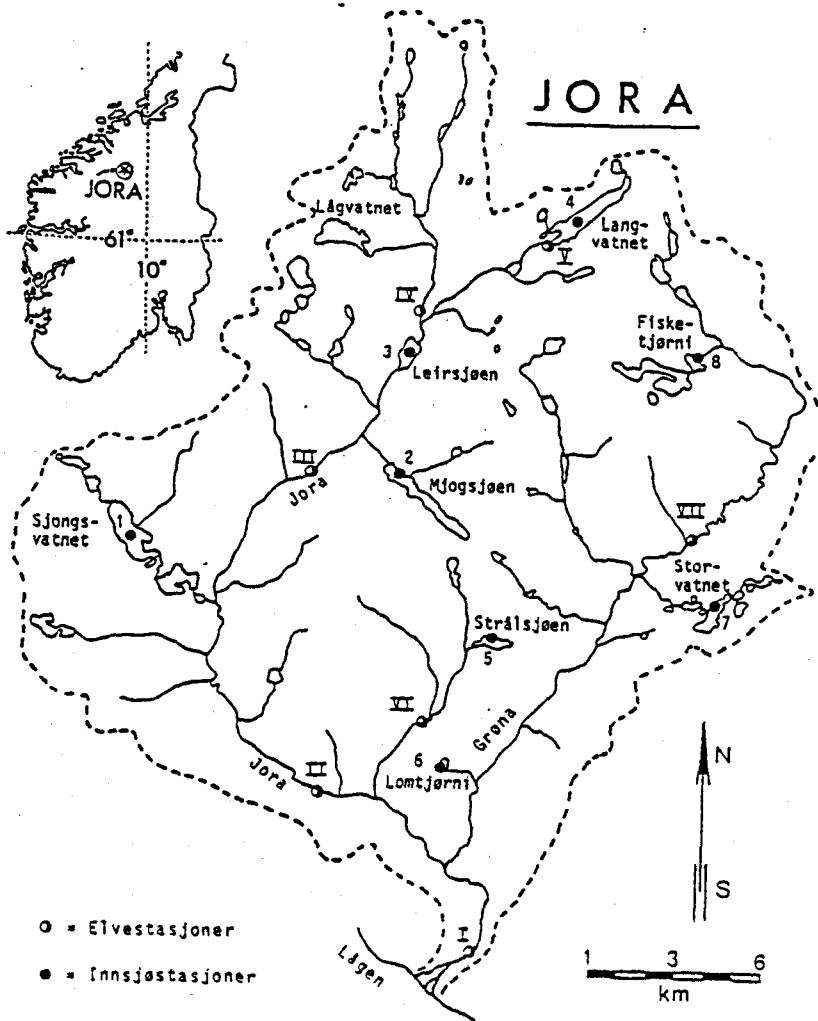 JORA
JORA
61°
10°
Lågvatnet
4
Lang-
vatnet
V
IV
3
Leirsjøen
Fiske-
tjørni
8
III
Jora
2
Mjogsjøen
Sjongs-
vatnet
1
VII
Stor-
vatnet
7
Strålsjøen
5
VI
Grøna
6
Lomtjørni
II
Jora
N
S
I
Lågen
= Elvestasjoner
= Innsjøstasjoner
1 3 6
km